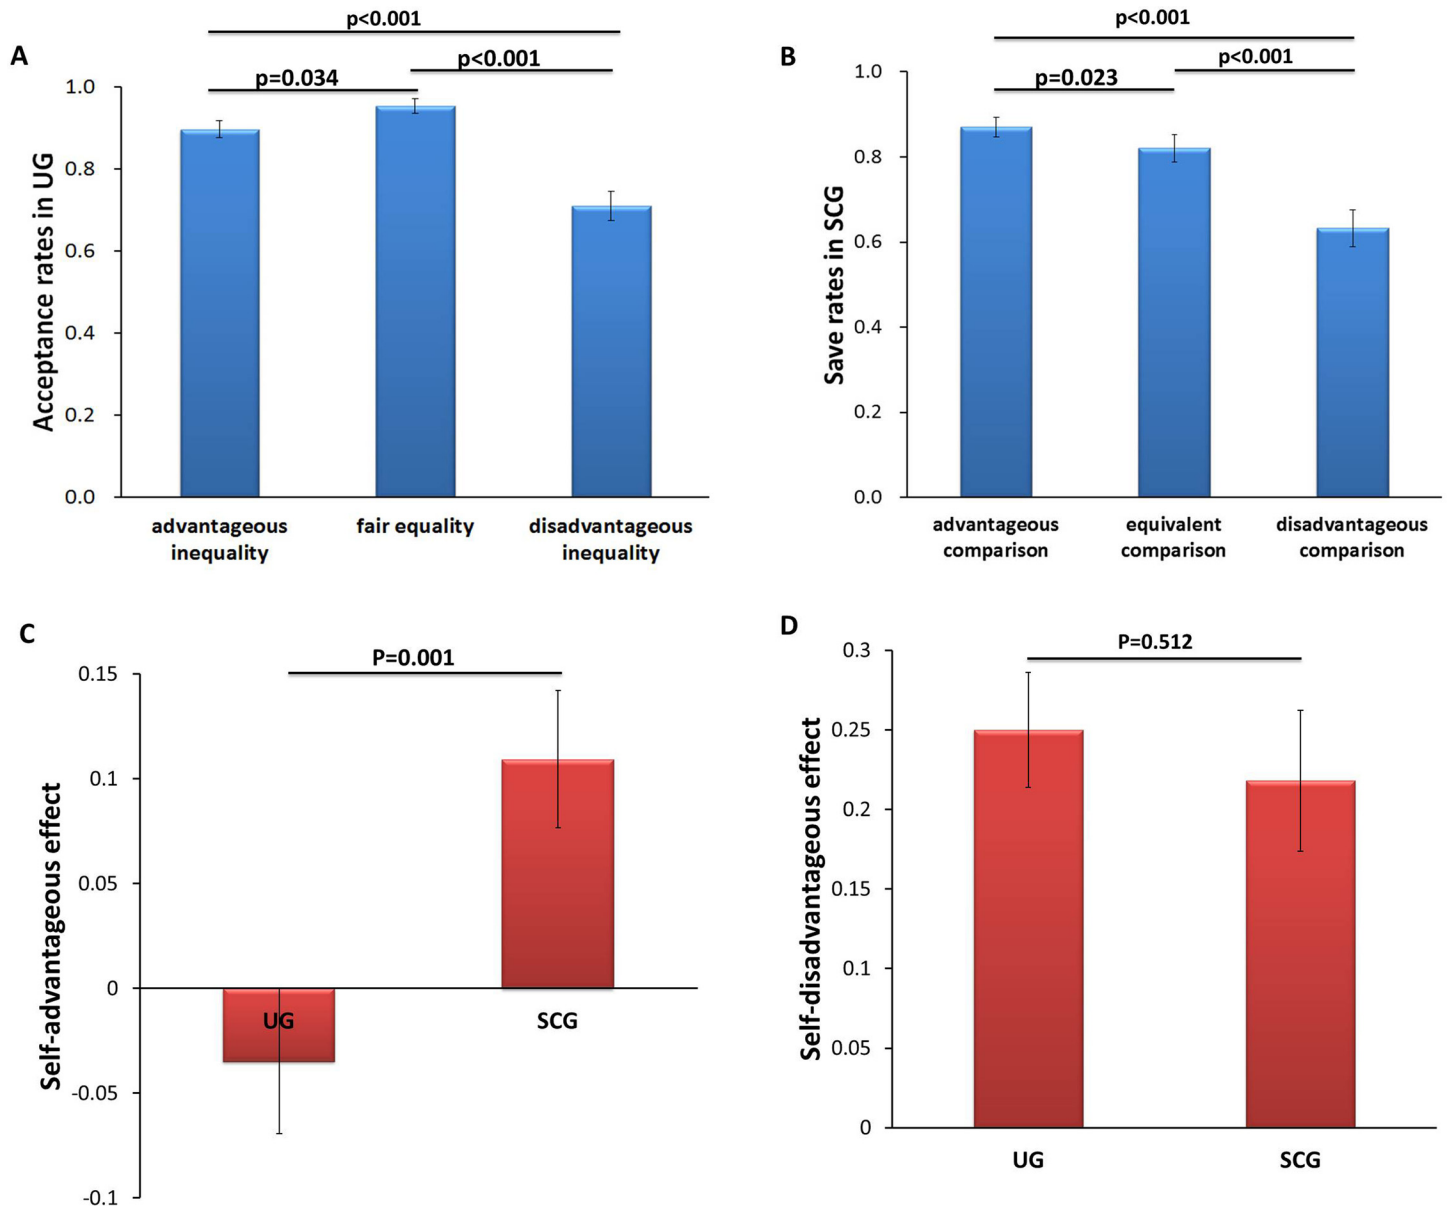 A
p<0.001
p<0.001
p=0.034
Acceptance rates in UG
1.0
0.8
0.6
0.4
0.2
0.0
advantageous
inequality
fair equality
disadvantageous
inequality
B
p<0.001
p<0.001
p=0.023
Save rates in SCG
1.0
0.8
0.6
0.4
0.2
0.0
advantageous
comparison
equivalent
comparison
disadvantageous
comparison
C
P=0.001
Self-advantageous effect
0.15
0.1
0.05
0
-0.05
-0.1
UG
SCG
D
P=0.512
Self-disadvantageous effect
0.3
0.25
0.2
0.15
0.1
0.05
0
UG
SCG